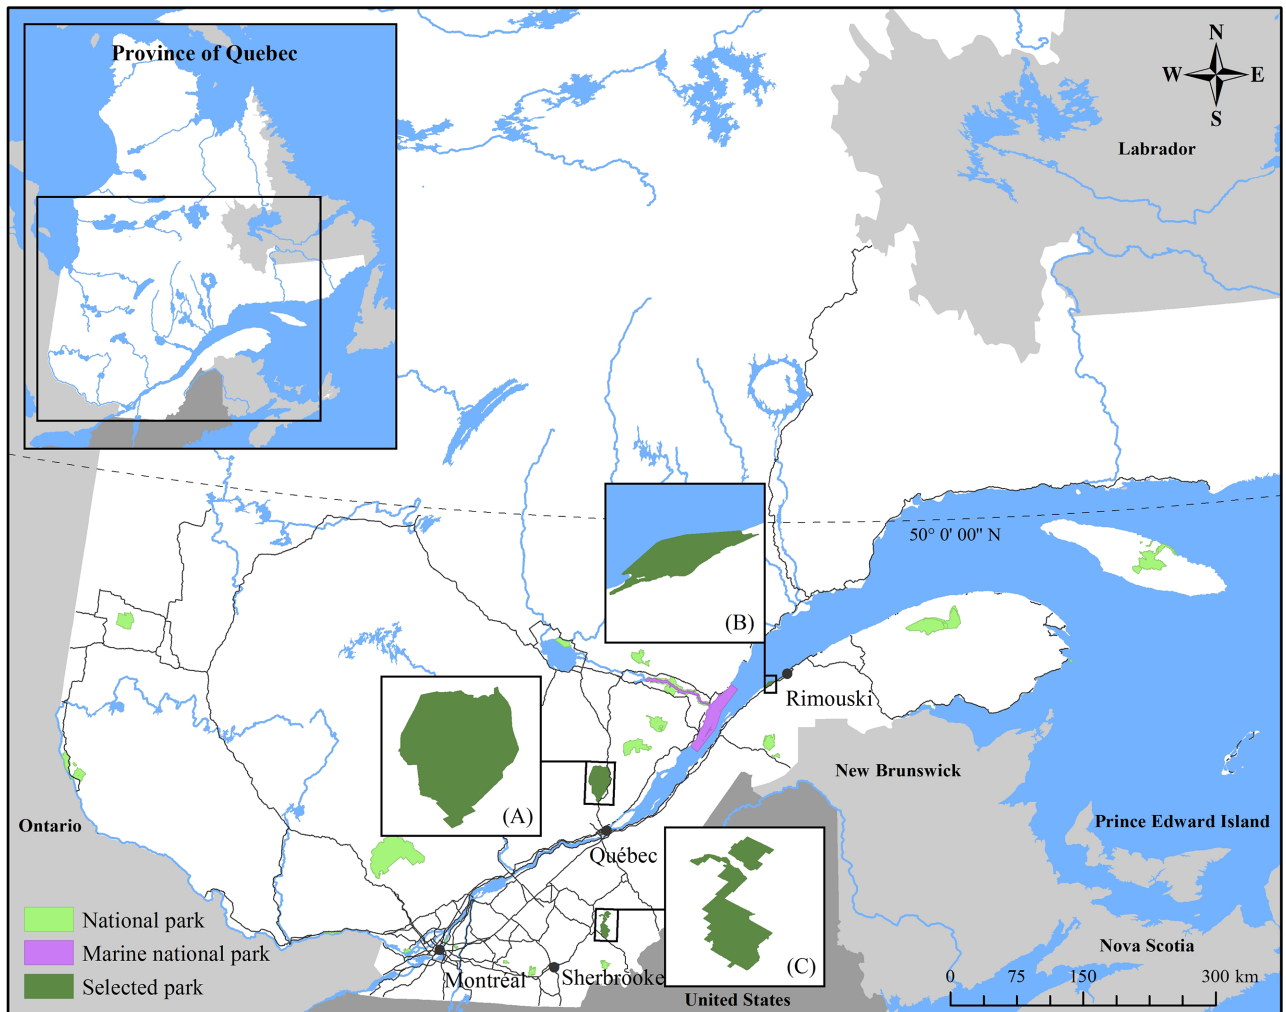 Province of Quebec
N
W E
S
Labrador
50° 0' 00" N
(B)
Rimouski
(A)
New Brunswick
Ontario
Prince Edward Island
Québec
National park
Marine national park
Selected park
Nova Scotia
(C)
Montréal
Sherbrooke
0 75 150 300 km
United States